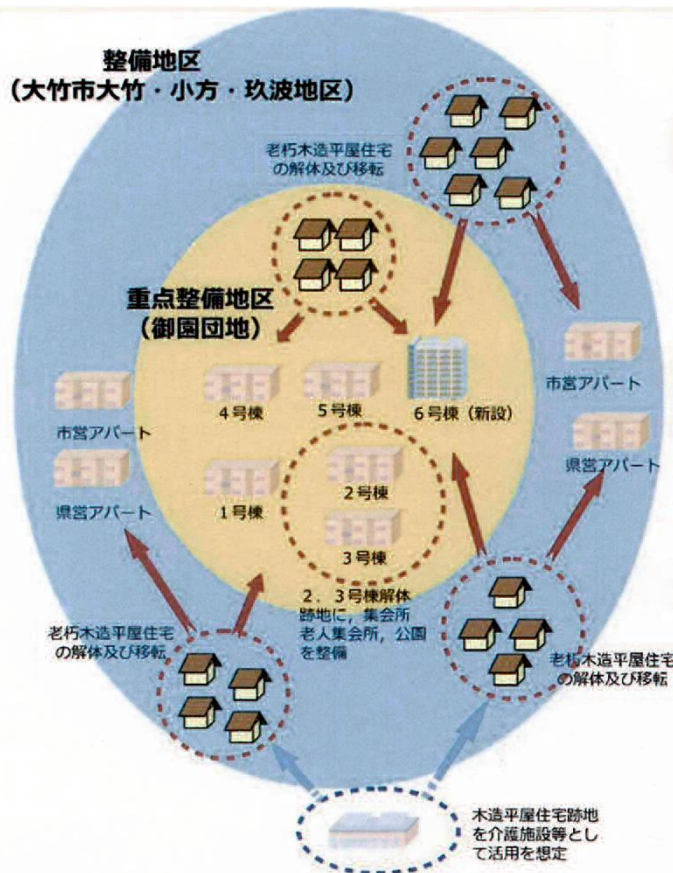 整備地区
（大竹市大竹・小方・玖波地区）
老朽木造平屋住宅
の解体及び移転
重点整備地区
（御園団地）
4号棟
5号棟
6号棟（新設）
市営アパート
県営アパート
市営アパート
県営アパート
1号棟
2号棟
3号棟
２．３号棟解体
跡地に，集会所
老人集会所，公園
を整備
老朽木造平屋住宅
の解体及び移転
老朽木造平屋住宅
の解体及び移転
木造平屋住宅跡地
を介護施設等とし
て活用を想定